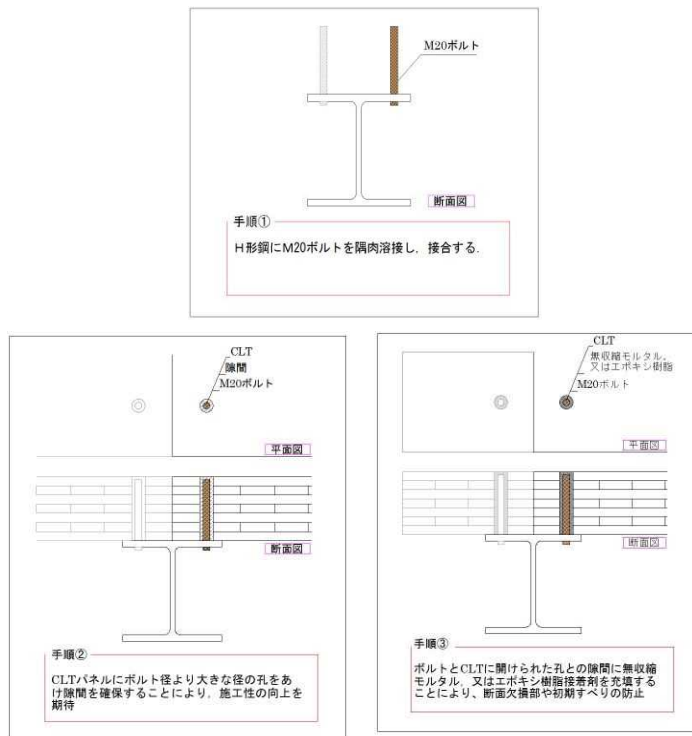 M20ボルト
断面図
手順①
H形鋼にM20ボルトを隅肉溶接し，接合する．
CLT
隙間
M20ボルト
平面図
断面図
手順②
CLTパネルにボルト径より大きな径の孔をあ
け隙間を確保することにより，施工性の向上を
期待
CLT
無収縮モルタル，
又はエポキシ樹脂
M20ボルト
平面図
断面図
手順③
ボルトとCLTに開けられた孔との隙間に無収縮
モルタル，又はエポキシ樹脂接着剤を充填する
ことにより、断面欠損部や初期すべりの防止